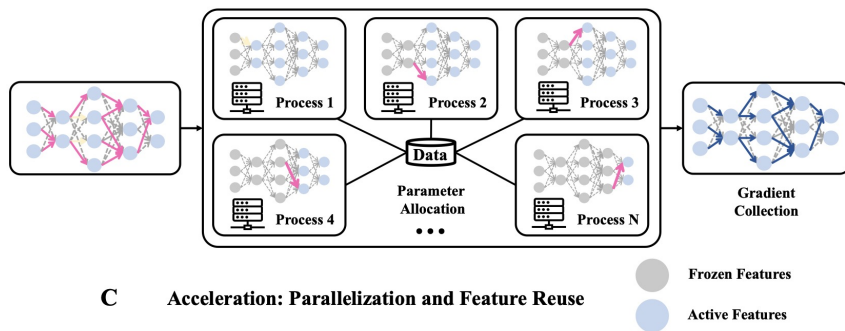 Process 1
Process 2
Process 3
Data
Process 4
Parameter
Allocation
• • •
Process N
Gradient
Collection
C Acceleration: Parallelization and Feature Reuse
Frozen Features
Active Features